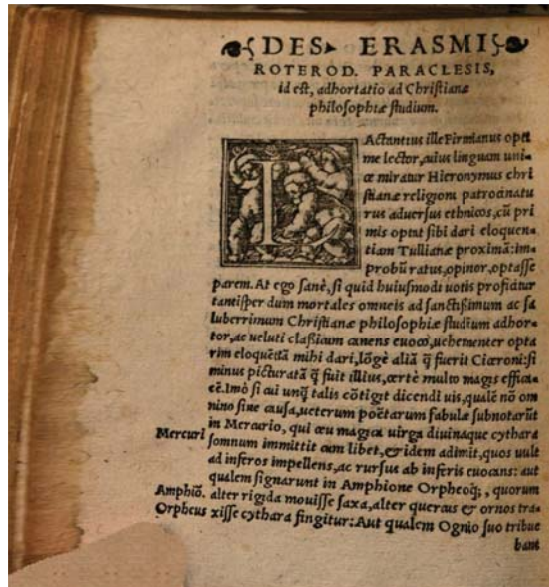 DES. ERASMI
ROTEROD. PARACLESIS,
id est, adhortatio ad Christianæ
philosophiæ studium.
LActantius ille Firmianus opti
me lector, cuius linguam uni-
ce miratur Hieronymus chri
stianæ religioni patrocinatu
rus aduersus ethnicos, cũ pri
mis optat sibi dari eloquen-
tiam Tullianæ proximã: im-
probũ ratus, opinor, optasse
parem. At ego sanè, si quid huiusmodi uotis proficitur
tantisper dum mortales omneis ad sanctißimum ac sa
luberrimum Christianæ philosophiæ studium adhor-
tor, ac ueluti claßicum canens euoco, uehementer opta
rim eloquẽtiã mihi dari, lõgè aliã q̃ fuerit Ciceroni: si
minus picturatã q̃ fuit illius, certè multo magis effica-
cẽ. Imò si cui unq̃ talis cõtigit dicendi uis, qualẽ nõ om
nino sine causa, ueterum poëtarum fabulæ subnotarũt
in Mercurio, qui ceu magica uirga diuinaque cythara
Mercuri somnum immittit cum libet, & idem adimit, quos uult
ad inferos impellens, ac rursus ab inferis euocans: aut
qualem signarunt in Amphione Orpheoq;, quorum
Amphiõ. alter rigida mouisse saxa, alter quercus & ornos tra-
Orpheus xisse cythara fingitur: Aut qualem Ognio suo tribue
bant